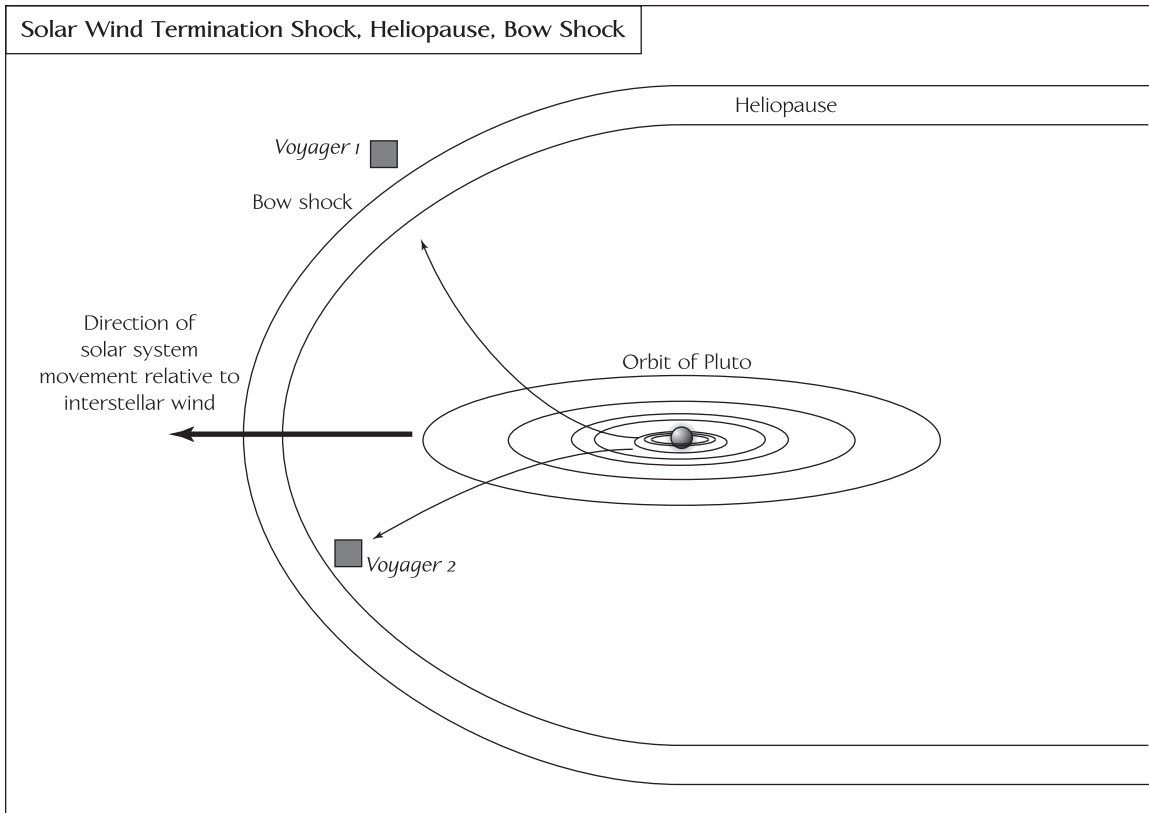 Solar Wind Termination Shock, Heliopause, Bow Shock
Heliopause
Voyager 1
Bow shock
Direction of
solar system
movement relative to
interstellar wind
Orbit of Pluto
Voyager 2